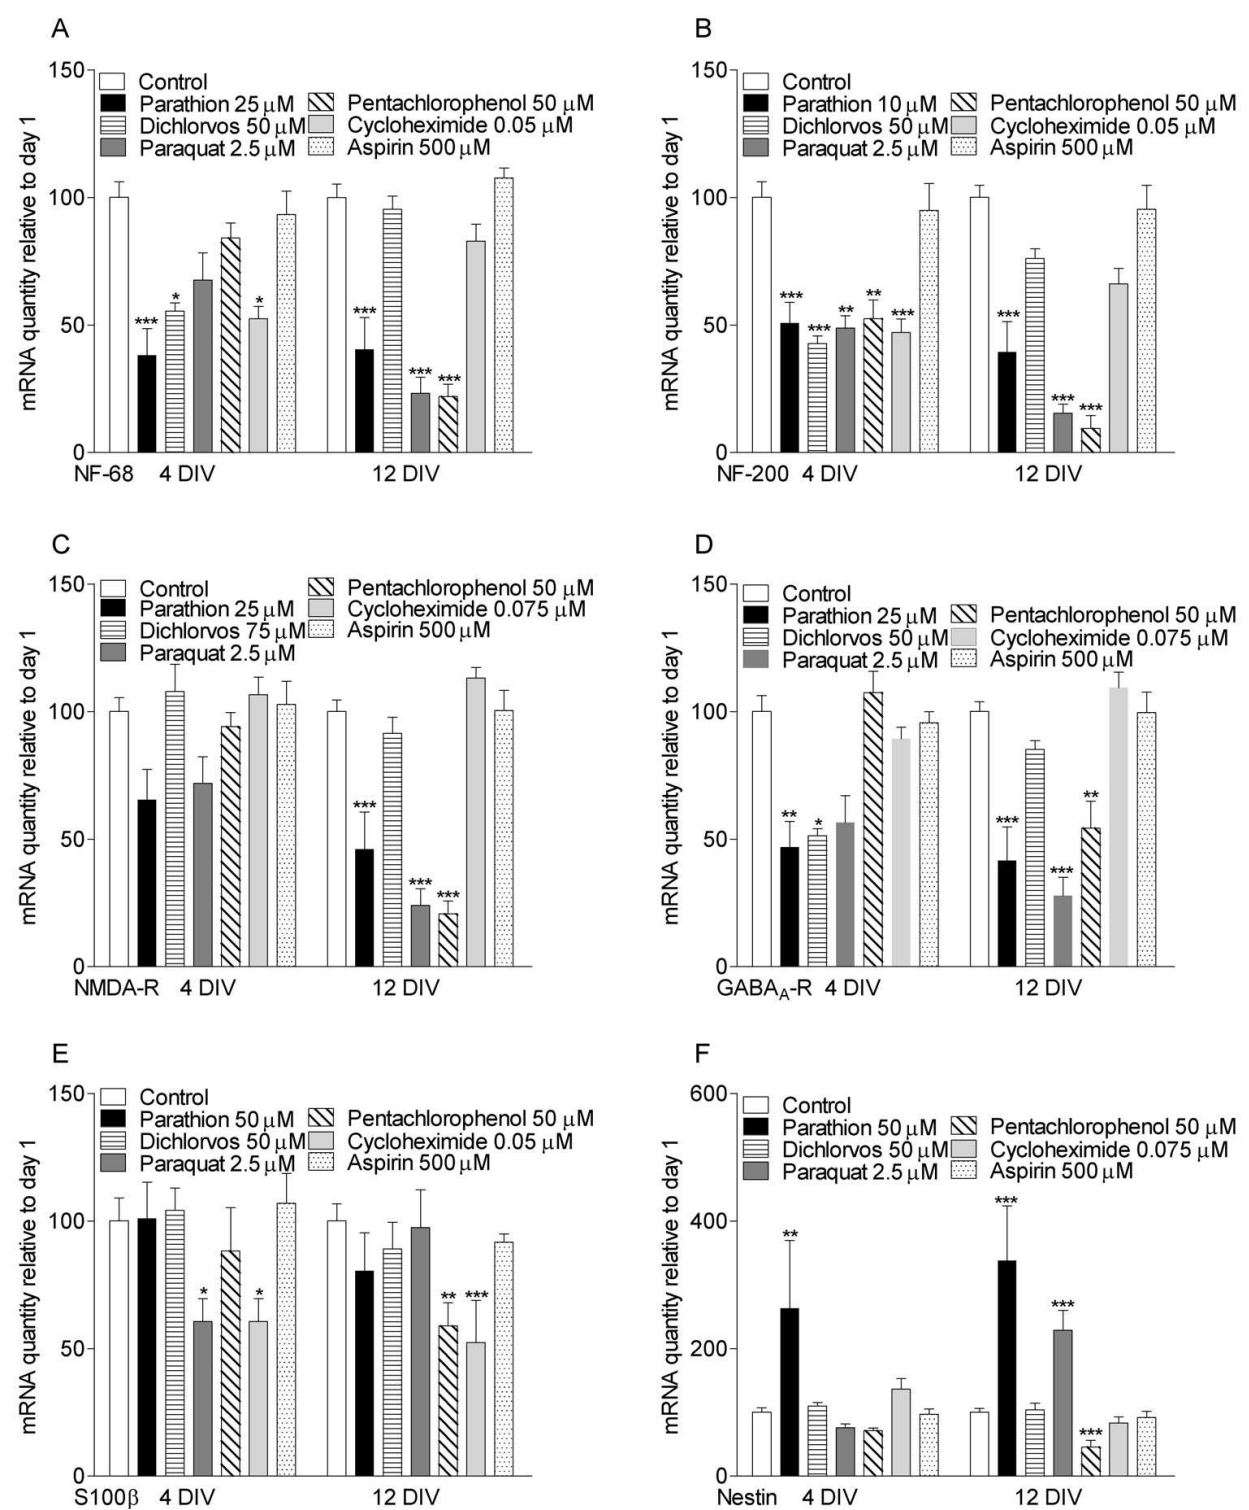 A
mRNA quantity relative to day 1
150
100
50
0
Control
Parathion 25 μM
Dichlorvos 50 μM
Paraquat 2.5 μM
Pentachlorophenol 50 μM
Cycloheximide 0.05 μM
Aspirin 500 μM
***
*
*
***
***
***
NF-68 4 DIV 12 DIV
B
mRNA quantity relative to day 1
150
100
50
0
Control
Parathion 10 μM
Dichlorvos 50 μM
Paraquat 2.5 μM
Pentachlorophenol 50 μM
Cycloheximide 0.05 μM
Aspirin 500 μM
***
***
**
**
***
***
***
***
NF-200 4 DIV 12 DIV
C
mRNA quantity relative to day 1
150
100
50
0
Control
Parathion 25 μM
Dichlorvos 75 μM
Paraquat 2.5 μM
Pentachlorophenol 50 μM
Cycloheximide 0.075 μM
Aspirin 500 μM
***
***
***
NMDA-R 4 DIV 12 DIV
D
mRNA quantity relative to day 1
150
100
50
0
Control
Parathion 25 μM
Dichlorvos 50 μM
Paraquat 2.5 μM
Pentachlorophenol 50 μM
Cycloheximide 0.075 μM
Aspirin 500 μM
**
*
***
***
**
GABA_A-R 4 DIV 12 DIV
E
mRNA quantity relative to day 1
150
100
50
0
Control
Parathion 50 μM
Dichlorvos 50 μM
Paraquat 2.5 μM
Pentachlorophenol 50 μM
Cycloheximide 0.05 μM
Aspirin 500 μM
*
*
**
***
S100β 4 DIV 12 DIV
F
mRNA quantity relative to day 1
600
400
200
0
Control
Parathion 50 μM
Dichlorvos 50 μM
Paraquat 2.5 μM
Pentachlorophenol 50 μM
Cycloheximide 0.075 μM
Aspirin 500 μM
**
***
***
***
Nestin 4 DIV 12 DIV